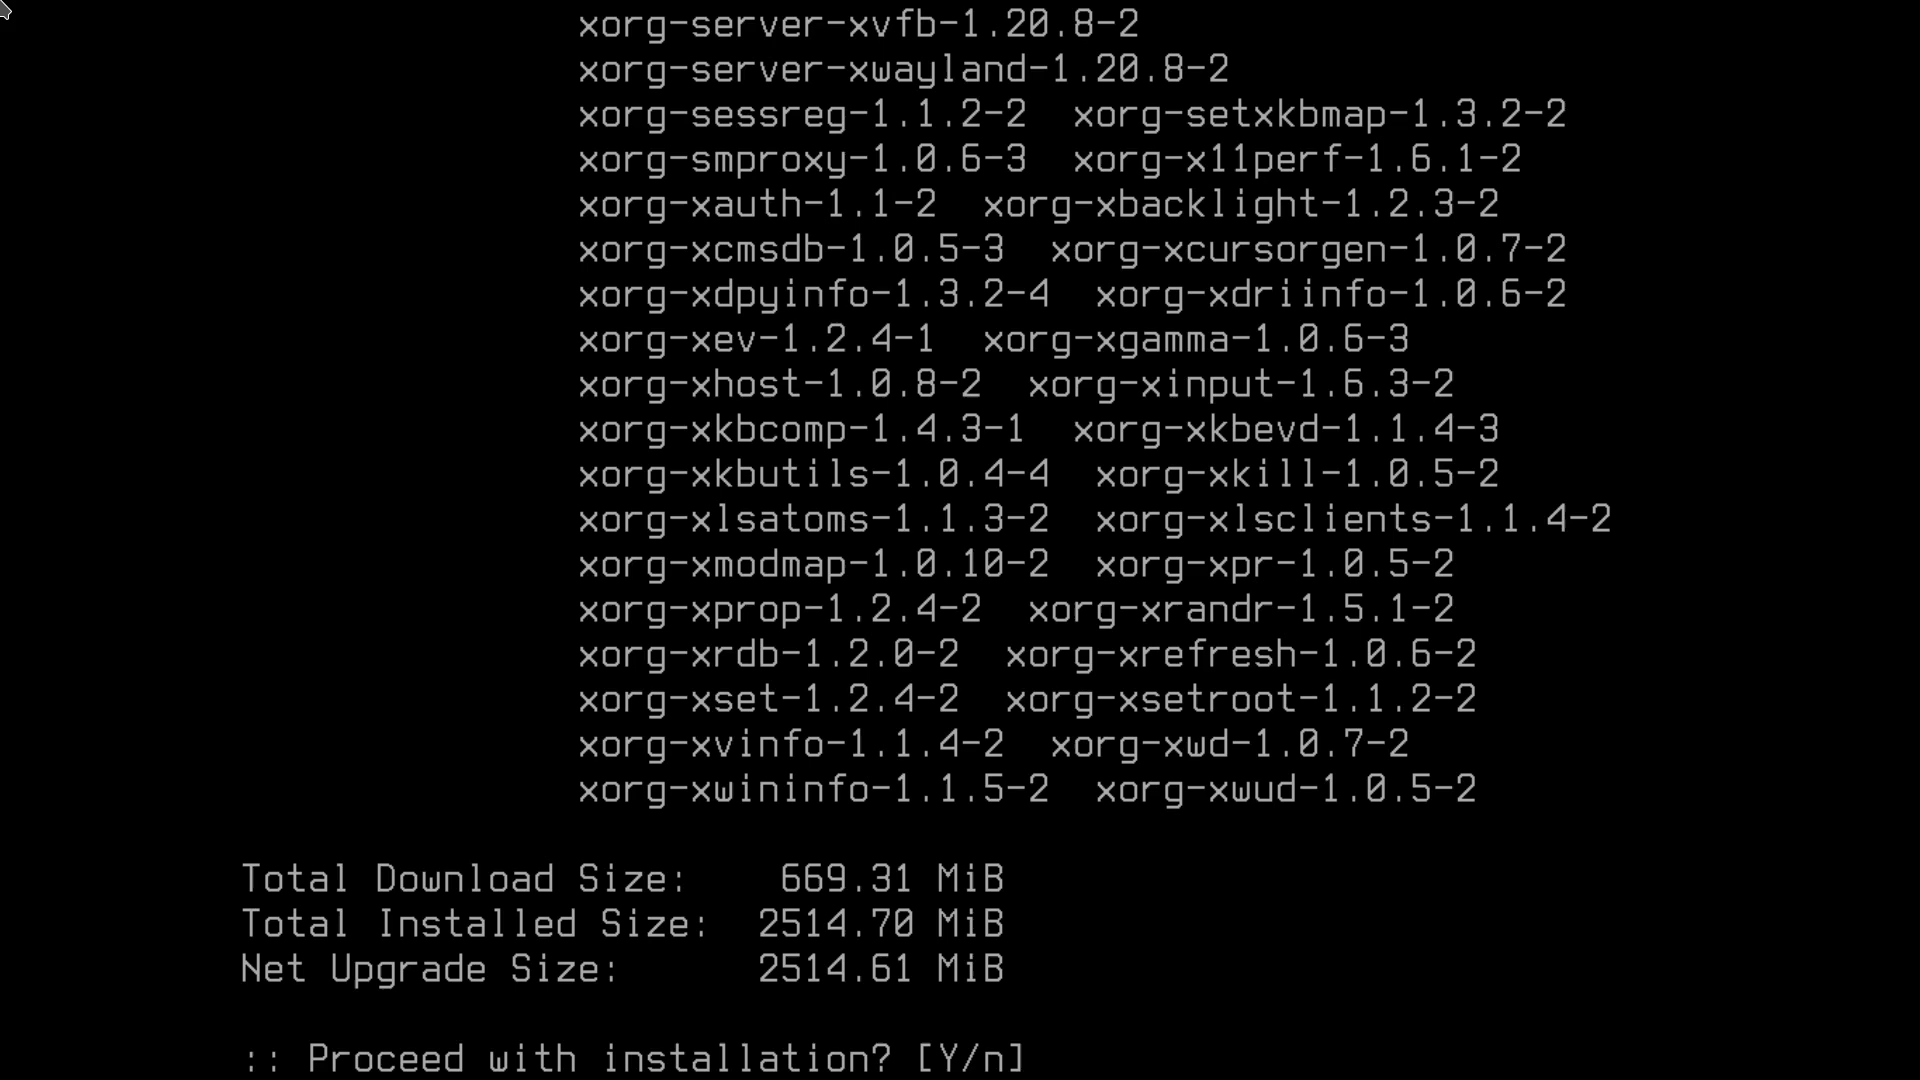 xorg-server-xvfb-1.20.8-2
xorg-server-xwayland-1.20.8-2
xorg-sessreg-1.1.2-2  xorg-setxkbmap-1.3.2-2
xorg-smproxy-1.0.6-3  xorg-x11perf-1.6.1-2
xorg-xauth-1.1-2  xorg-xbacklight-1.2.3-2
xorg-xcmsdb-1.0.5-3  xorg-xcursorgen-1.0.7-2
xorg-xdpyinfo-1.3.2-4  xorg-xdriinfo-1.0.6-2
xorg-xev-1.2.4-1  xorg-xgamma-1.0.6-3
xorg-xhost-1.0.8-2  xorg-xinput-1.6.3-2
xorg-xkbcomp-1.4.3-1  xorg-xkbevd-1.1.4-3
xorg-xkbutils-1.0.4-4  xorg-xkill-1.0.5-2
xorg-xlsatoms-1.1.3-2  xorg-xlsclients-1.1.4-2
xorg-xmodmap-1.0.10-2  xorg-xpr-1.0.5-2
xorg-xprop-1.2.4-2  xorg-xrandr-1.5.1-2
xorg-xrdb-1.2.0-2  xorg-xrefresh-1.0.6-2
xorg-xset-1.2.4-2  xorg-xsetroot-1.1.2-2
xorg-xvinfo-1.1.4-2  xorg-xwd-1.0.7-2
xorg-xwininfo-1.1.5-2  xorg-xwud-1.0.5-2
Total Download Size:    669.31 MiB
Total Installed Size:  2514.70 MiB
Net Upgrade Size:      2514.61 MiB
:: Proceed with installation? [Y/n]